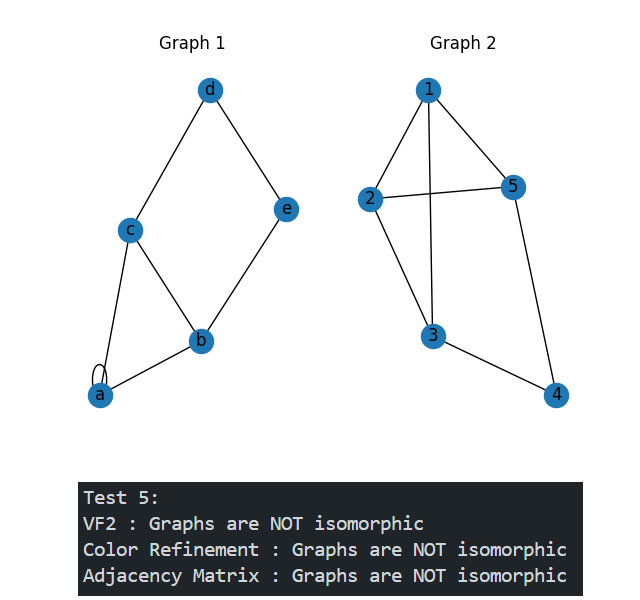 Graph 1
Graph 2
d
1
e
5
2
c
b
3
a
4
Test 5:
VF2 : Graphs are NOT isomorphic
Color Refinement : Graphs are NOT isomorphic
Adjacency Matrix : Graphs are NOT isomorphic